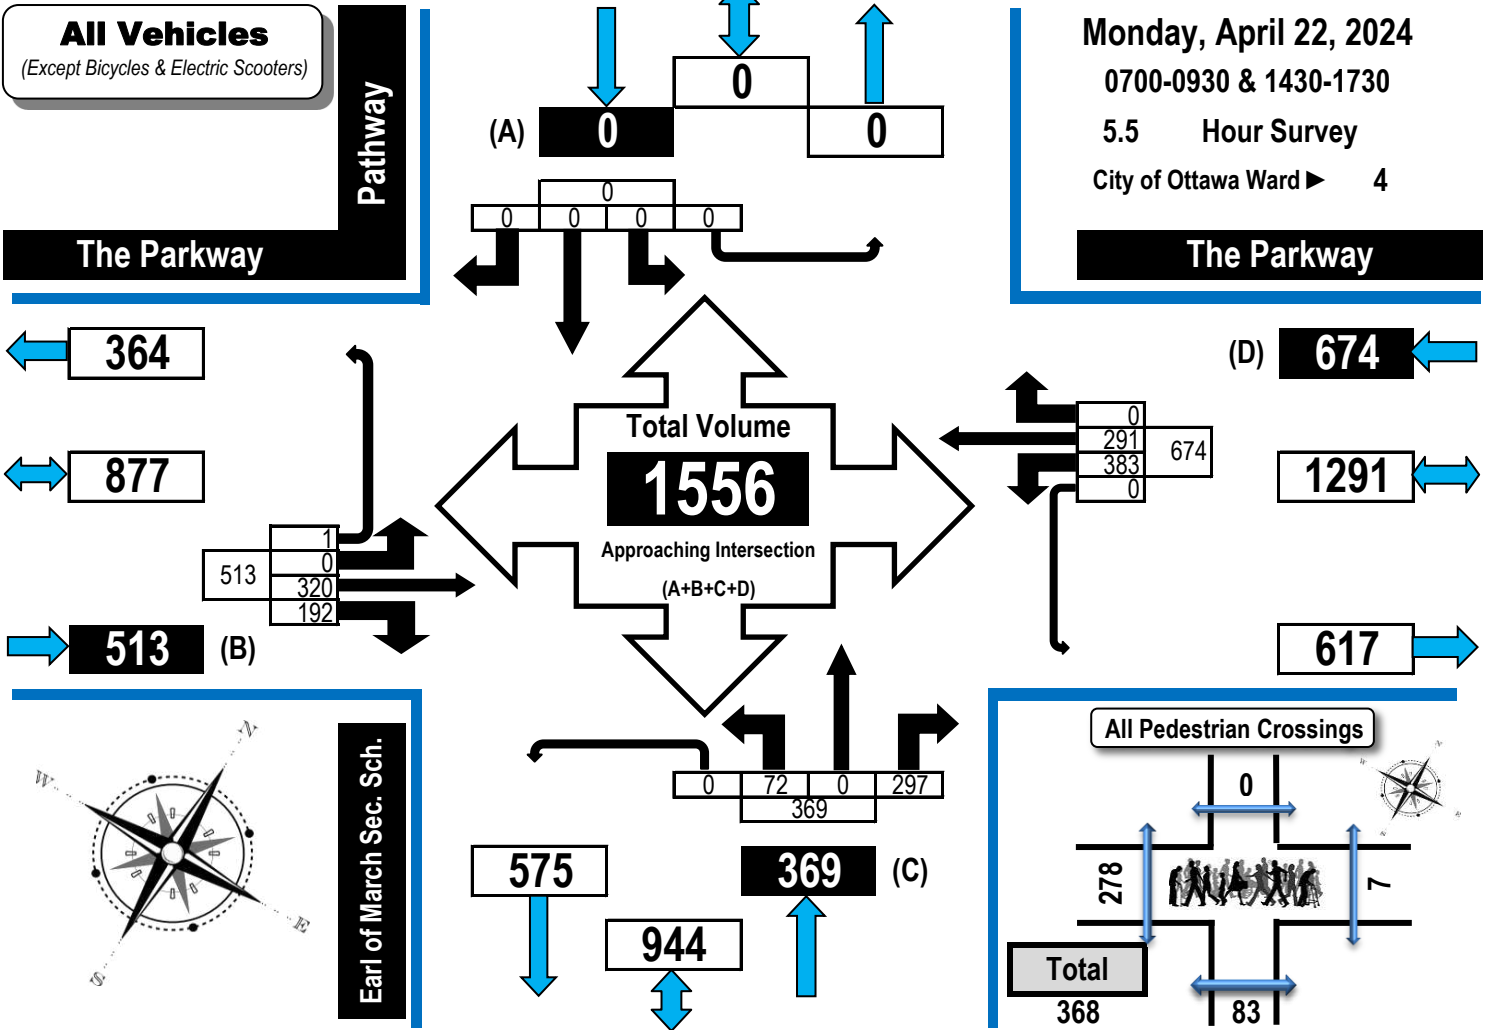 All Vehicles
(Except Bicycles & Electric Scooters)
Pathway
The Parkway
(A)
0
0
0
0
0
0
0
0
Monday, April 22, 2024
0700-0930 & 1430-1730
5.5 Hour Survey
City of Ottawa Ward ► 4
The Parkway
364
877
1
0
320
192
513
513
(B)
Total Volume
1556
Approaching Intersection
(A+B+C+D)
(D)
674
0
291
383
0
674
1291
617
N
W
E
S
Earl of March Sec. Sch.
0
72
0
297
369
575
944
369
(C)
All Pedestrian Crossings
0
278
7
Total
368
83